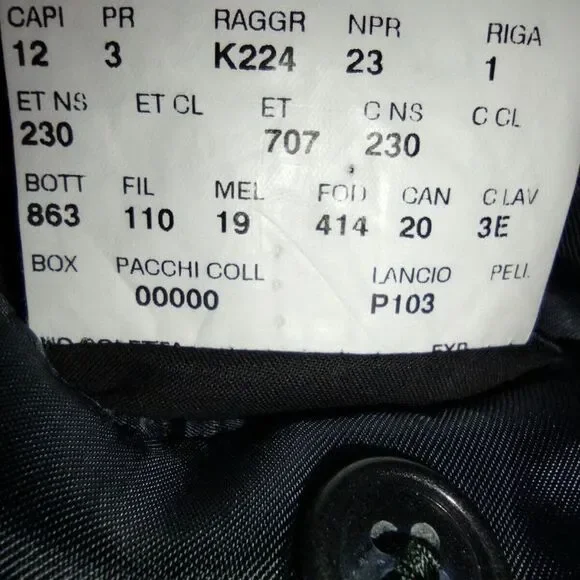 CAPI PR RAGGR NPR RIGA
12 3 K224 23 1
ET NS ET CL ET C NS C CL
230 707 230
BOTT FIL MEL FOD CAN C LAV
863 110 19 414 20 3E
BOX PACCHI COLL LANCIO PELL
00000 P103